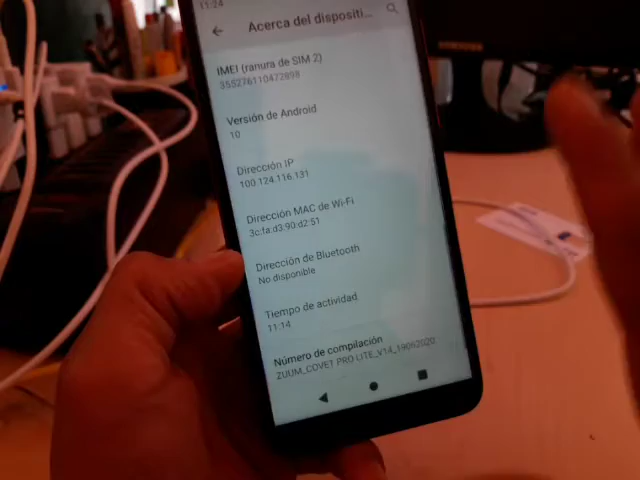 11:24
Acerca del dispositi...
IMEI (ranura de SIM 2)
355276110472698
Versión de Android
10
Dirección IP
100.124.116.131
Dirección MAC de Wi-Fi
3c:fa:d3:90:d2:51
Dirección de Bluetooth
No disponible
Tiempo de actividad
11:14
Número de compilación
ZUUM_COVET PRO LITE_V14_19062020